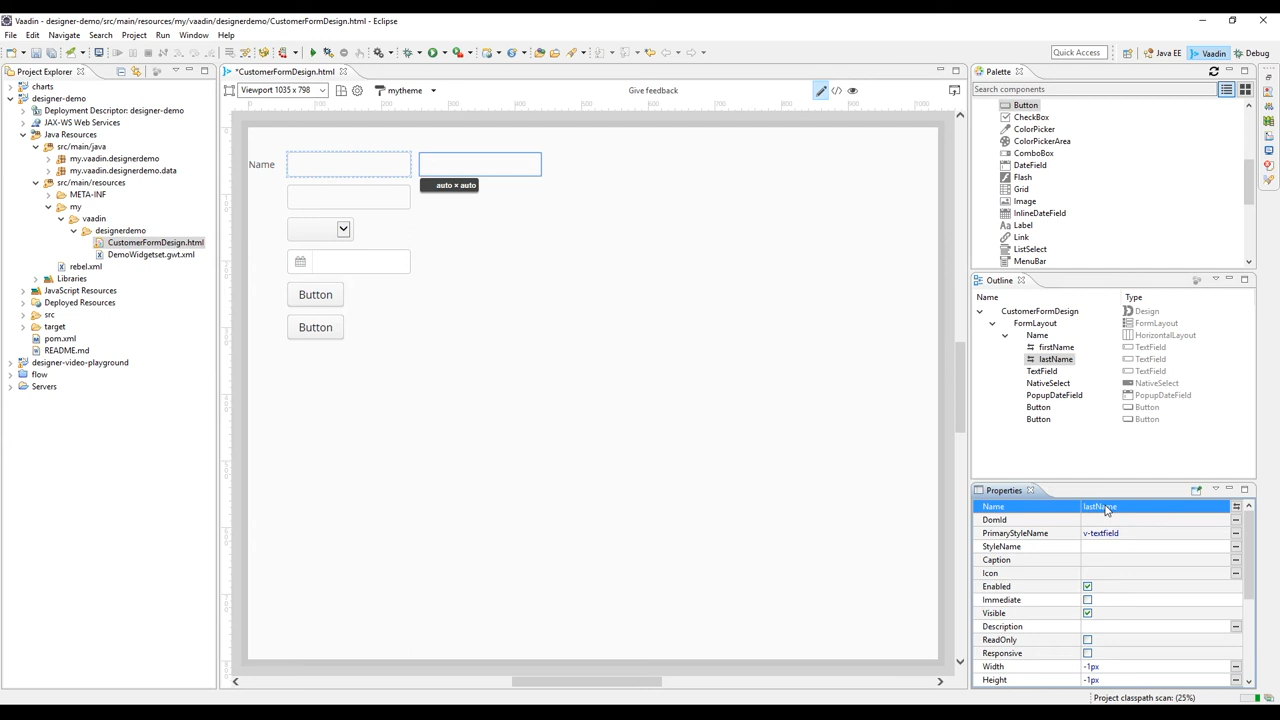 Vaadin - designer-demo/src/main/resources/my/vaadin/designerdemo/CustomerFormDesign.html - Eclipse
File Edit Navigate Search Project Run Window Help
Quick Access Java EE Vaadin Debug
Project Explorer
charts
designer-demo
Deployment Descriptor: designer-demo
JAX-WS Web Services
Java Resources
src/main/java
my.vaadin.designerdemo
my.vaadin.designerdemo.data
src/main/resources
META-INF
my
vaadin
designerdemo
CustomerFormDesign.html
DemoWidgetset.gwt.xml
rebel.xml
Libraries
JavaScript Resources
Deployed Resources
src
target
pom.xml
README.md
designer-video-playground
flow
Servers
*CustomerFormDesign.html
Viewport 1035 x 798 mytheme Give feedback
Name
auto × auto
Button
Button
Palette
Search components
Button
CheckBox
ColorPicker
ColorPickerArea
ComboBox
DateField
Flash
Grid
Image
InlineDateField
Label
Link
ListSelect
MenuBar
Outline
Name Type
CustomerFormDesign Design
FormLayout FormLayout
Name HorizontalLayout
firstName TextField
lastName TextField
TextField TextField
NativeSelect NativeSelect
PopupDateField PopupDateField
Button Button
Button Button
Properties
Name lastName
DomId
PrimaryStyleName v-textfield
StyleName
Caption
Icon
Enabled
Immediate
Visible
Description
ReadOnly
Responsive
Width -1px
Height -1px
Project classpath scan: (25%)